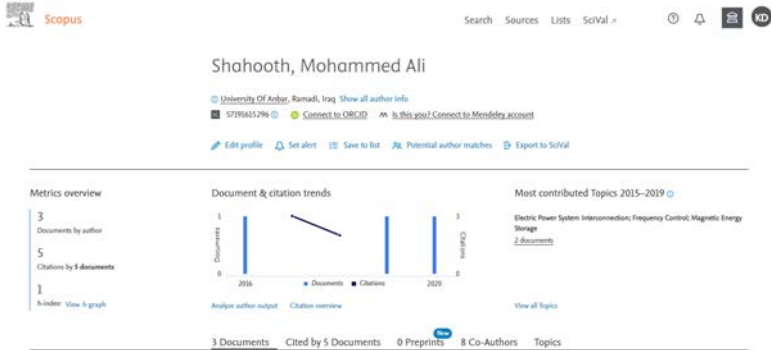 Scopus
Search Sources Lists SciVal
KD
Shahooth, Mohammed Ali
University Of Anbar, Ramadi, Iraq Show all author info
57191615296 Connect to ORCID Is this you? Connect to Mendeley account
Edit profile Set alert Save to list Potential author matches Export to SciVal
Metrics overview
3
Documents by author
5
Citations by 5 documents
1
h-index: View h-graph
Document & citation trends
1
3
Documents
Citations
0
0
2016
Documents Citations
2020
Analyze author output Citation overview
Most contributed Topics 2015–2019
Electric Power System Interconnection; Frequency Control; Magnetic Energy
Storage
2 documents
View all Topics
New
3 Documents Cited by 5 Documents 0 Preprints 8 Co-Authors Topics